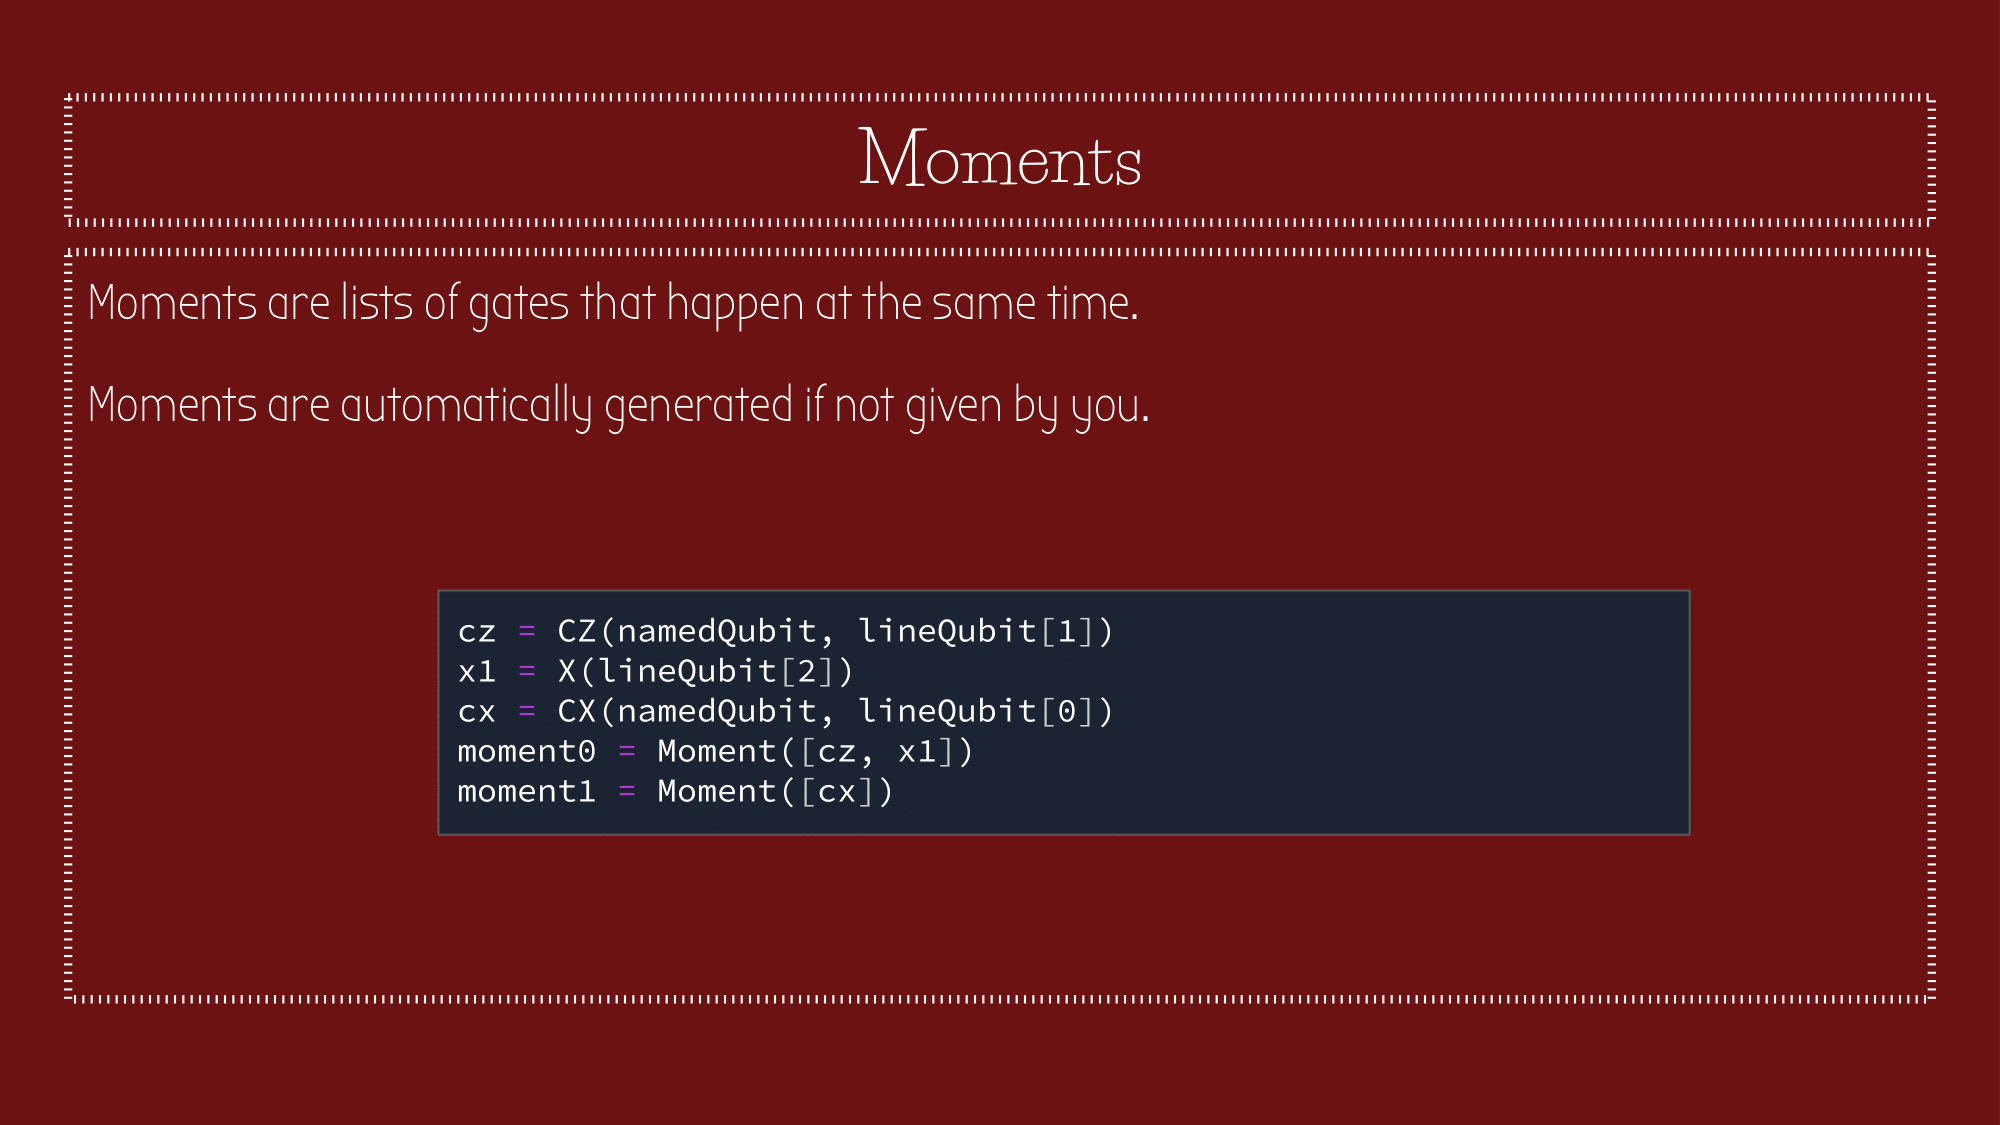 Moments
Moments are lists of gates that happen at the same time.
Moments are automatically generated if not given by you.
cz = CZ(namedQubit, lineQubit[1])
x1 = X(lineQubit[2])
cx = CX(namedQubit, lineQubit[0])
moment0 = Moment([cz, x1])
moment1 = Moment([cx])